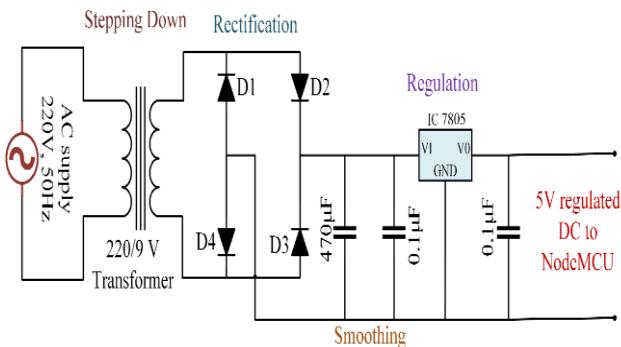 Stepping Down
Rectification
Regulation
AC supply
220V, 50Hz
220/9 V
Transformer
D1
D2
D4
D3
470µF
0.1µF
IC 7805
VI
V0
GND
0.1µF
5V regulated
DC to
NodeMCU
Smoothing